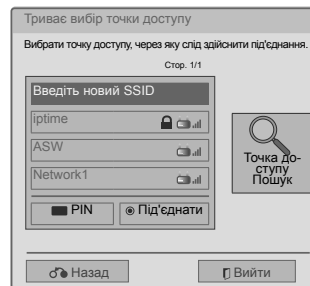 Триває вибір точки доступу
Вибрати точку доступу, через яку слід здійснити під'єднання.
Стор. 1/1
Введіть новий SSID
iptime
ASW
Network1
PIN
Під'єднати
Точка до-
ступу
Пошук
Назад
Вийти